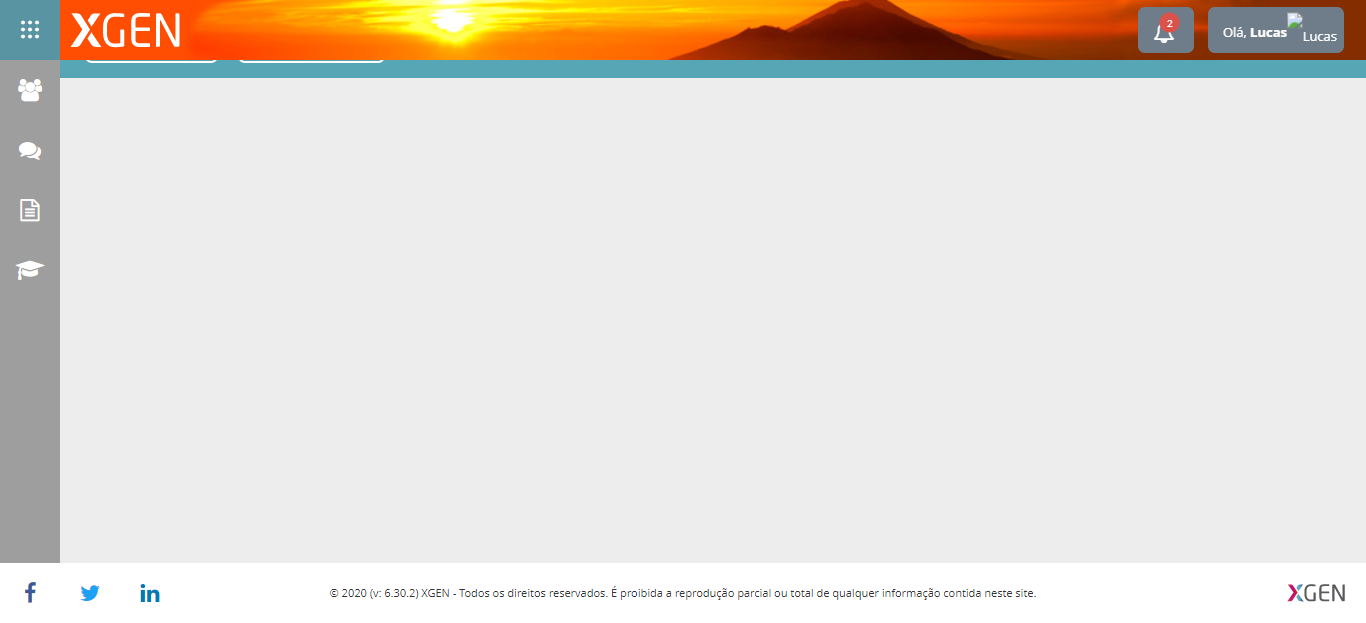 XGEN
2
Olá, Lucas
Lucas
© 2020 (v: 6.30.2) XGEN - Todos os direitos reservados. É proibida a reprodução parcial ou total de qualquer informação contida neste site.
XGEN